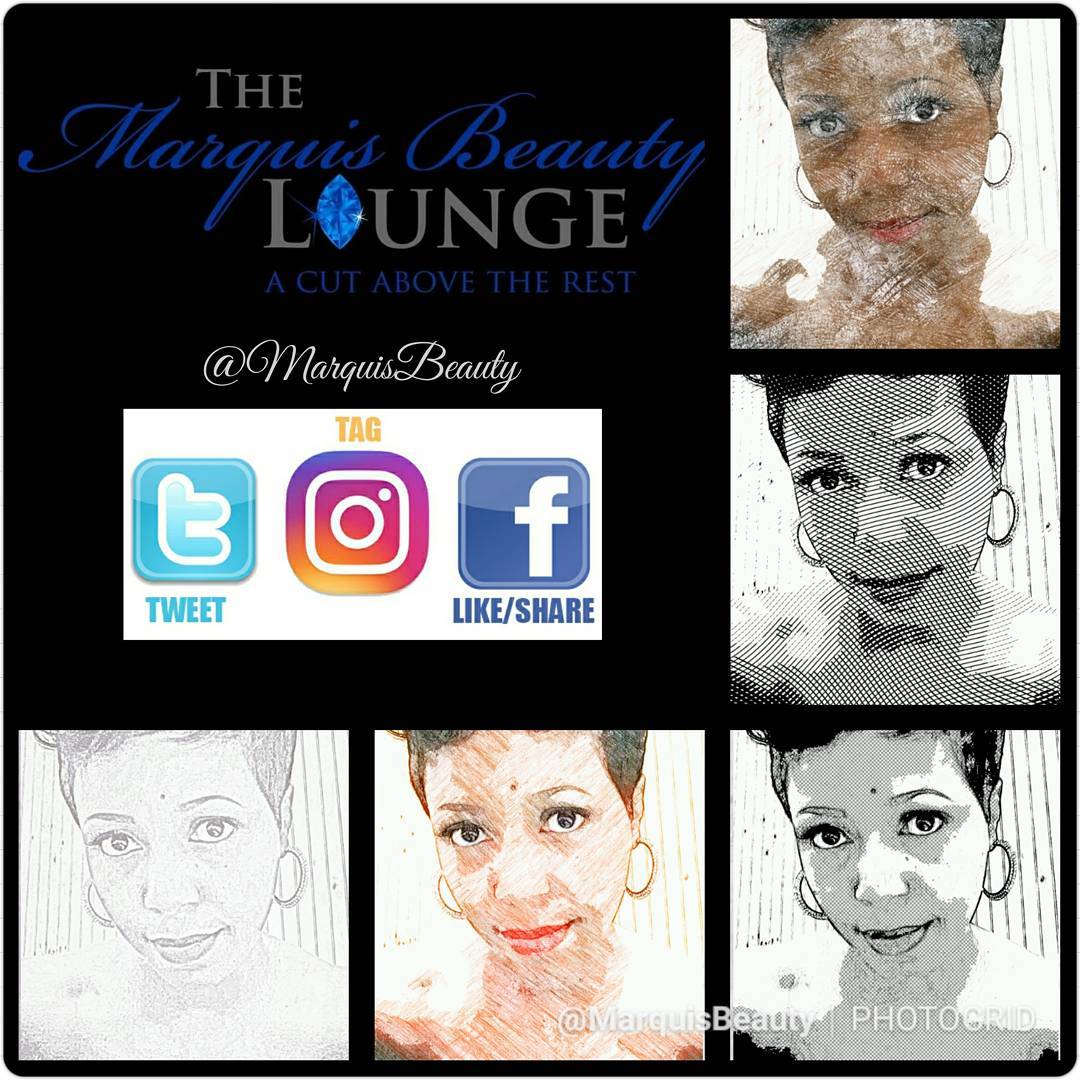 THE
Marquis Beauty
LOUNGE
A CUT ABOVE THE REST
@MarquisBeauty
TAG
TWEET
LIKE/SHARE
@MarquisBeauty | PHOTOGRID